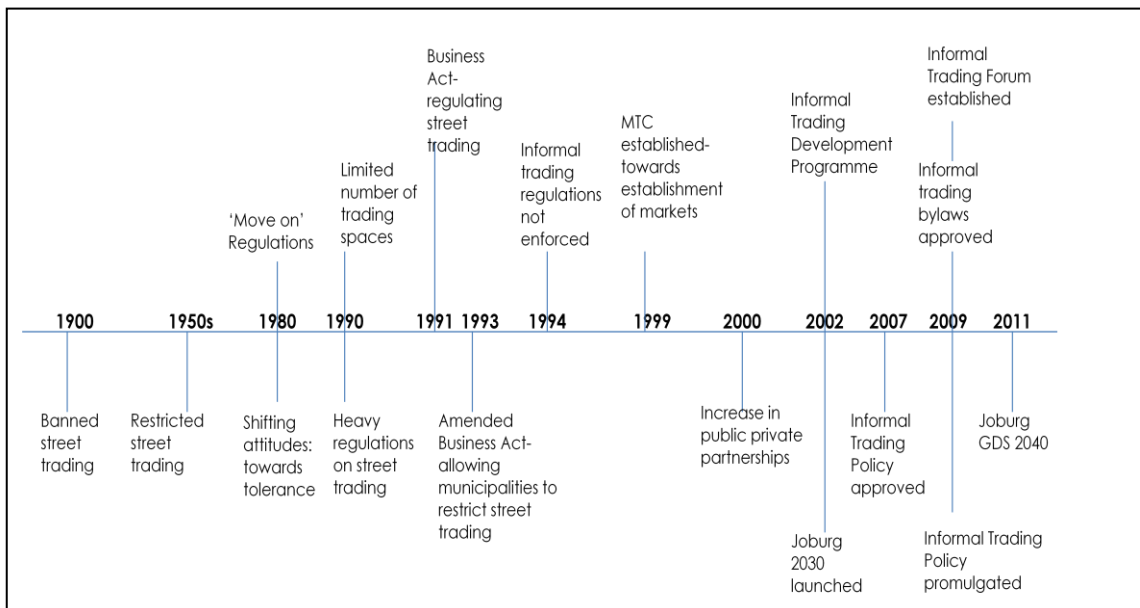 Business
Act-
regulating
street
trading
Informal
Trading Forum
established
Informal
Trading
Development
Programme
MTC
established-
towards
establishment
of markets
Informal
trading
regulations
not
enforced
Limited
number of
trading
spaces
Informal
trading
bylaws
approved
‘Move on’
Regulations
1900
1950s
1980
1990
1991
1993
1994
1999
2000
2002
2007
2009
2011
Banned
street
trading
Restricted
street
trading
Shifting
attitudes:
towards
tolerance
Heavy
regulations
on street
trading
Amended
Business Act-
allowing
municipalities to
restrict street
trading
Increase in
public private
partnerships
Informal
Trading
Policy
approved
Joburg
GDS 2040
Joburg
2030
launched
Informal Trading
Policy
promulgated